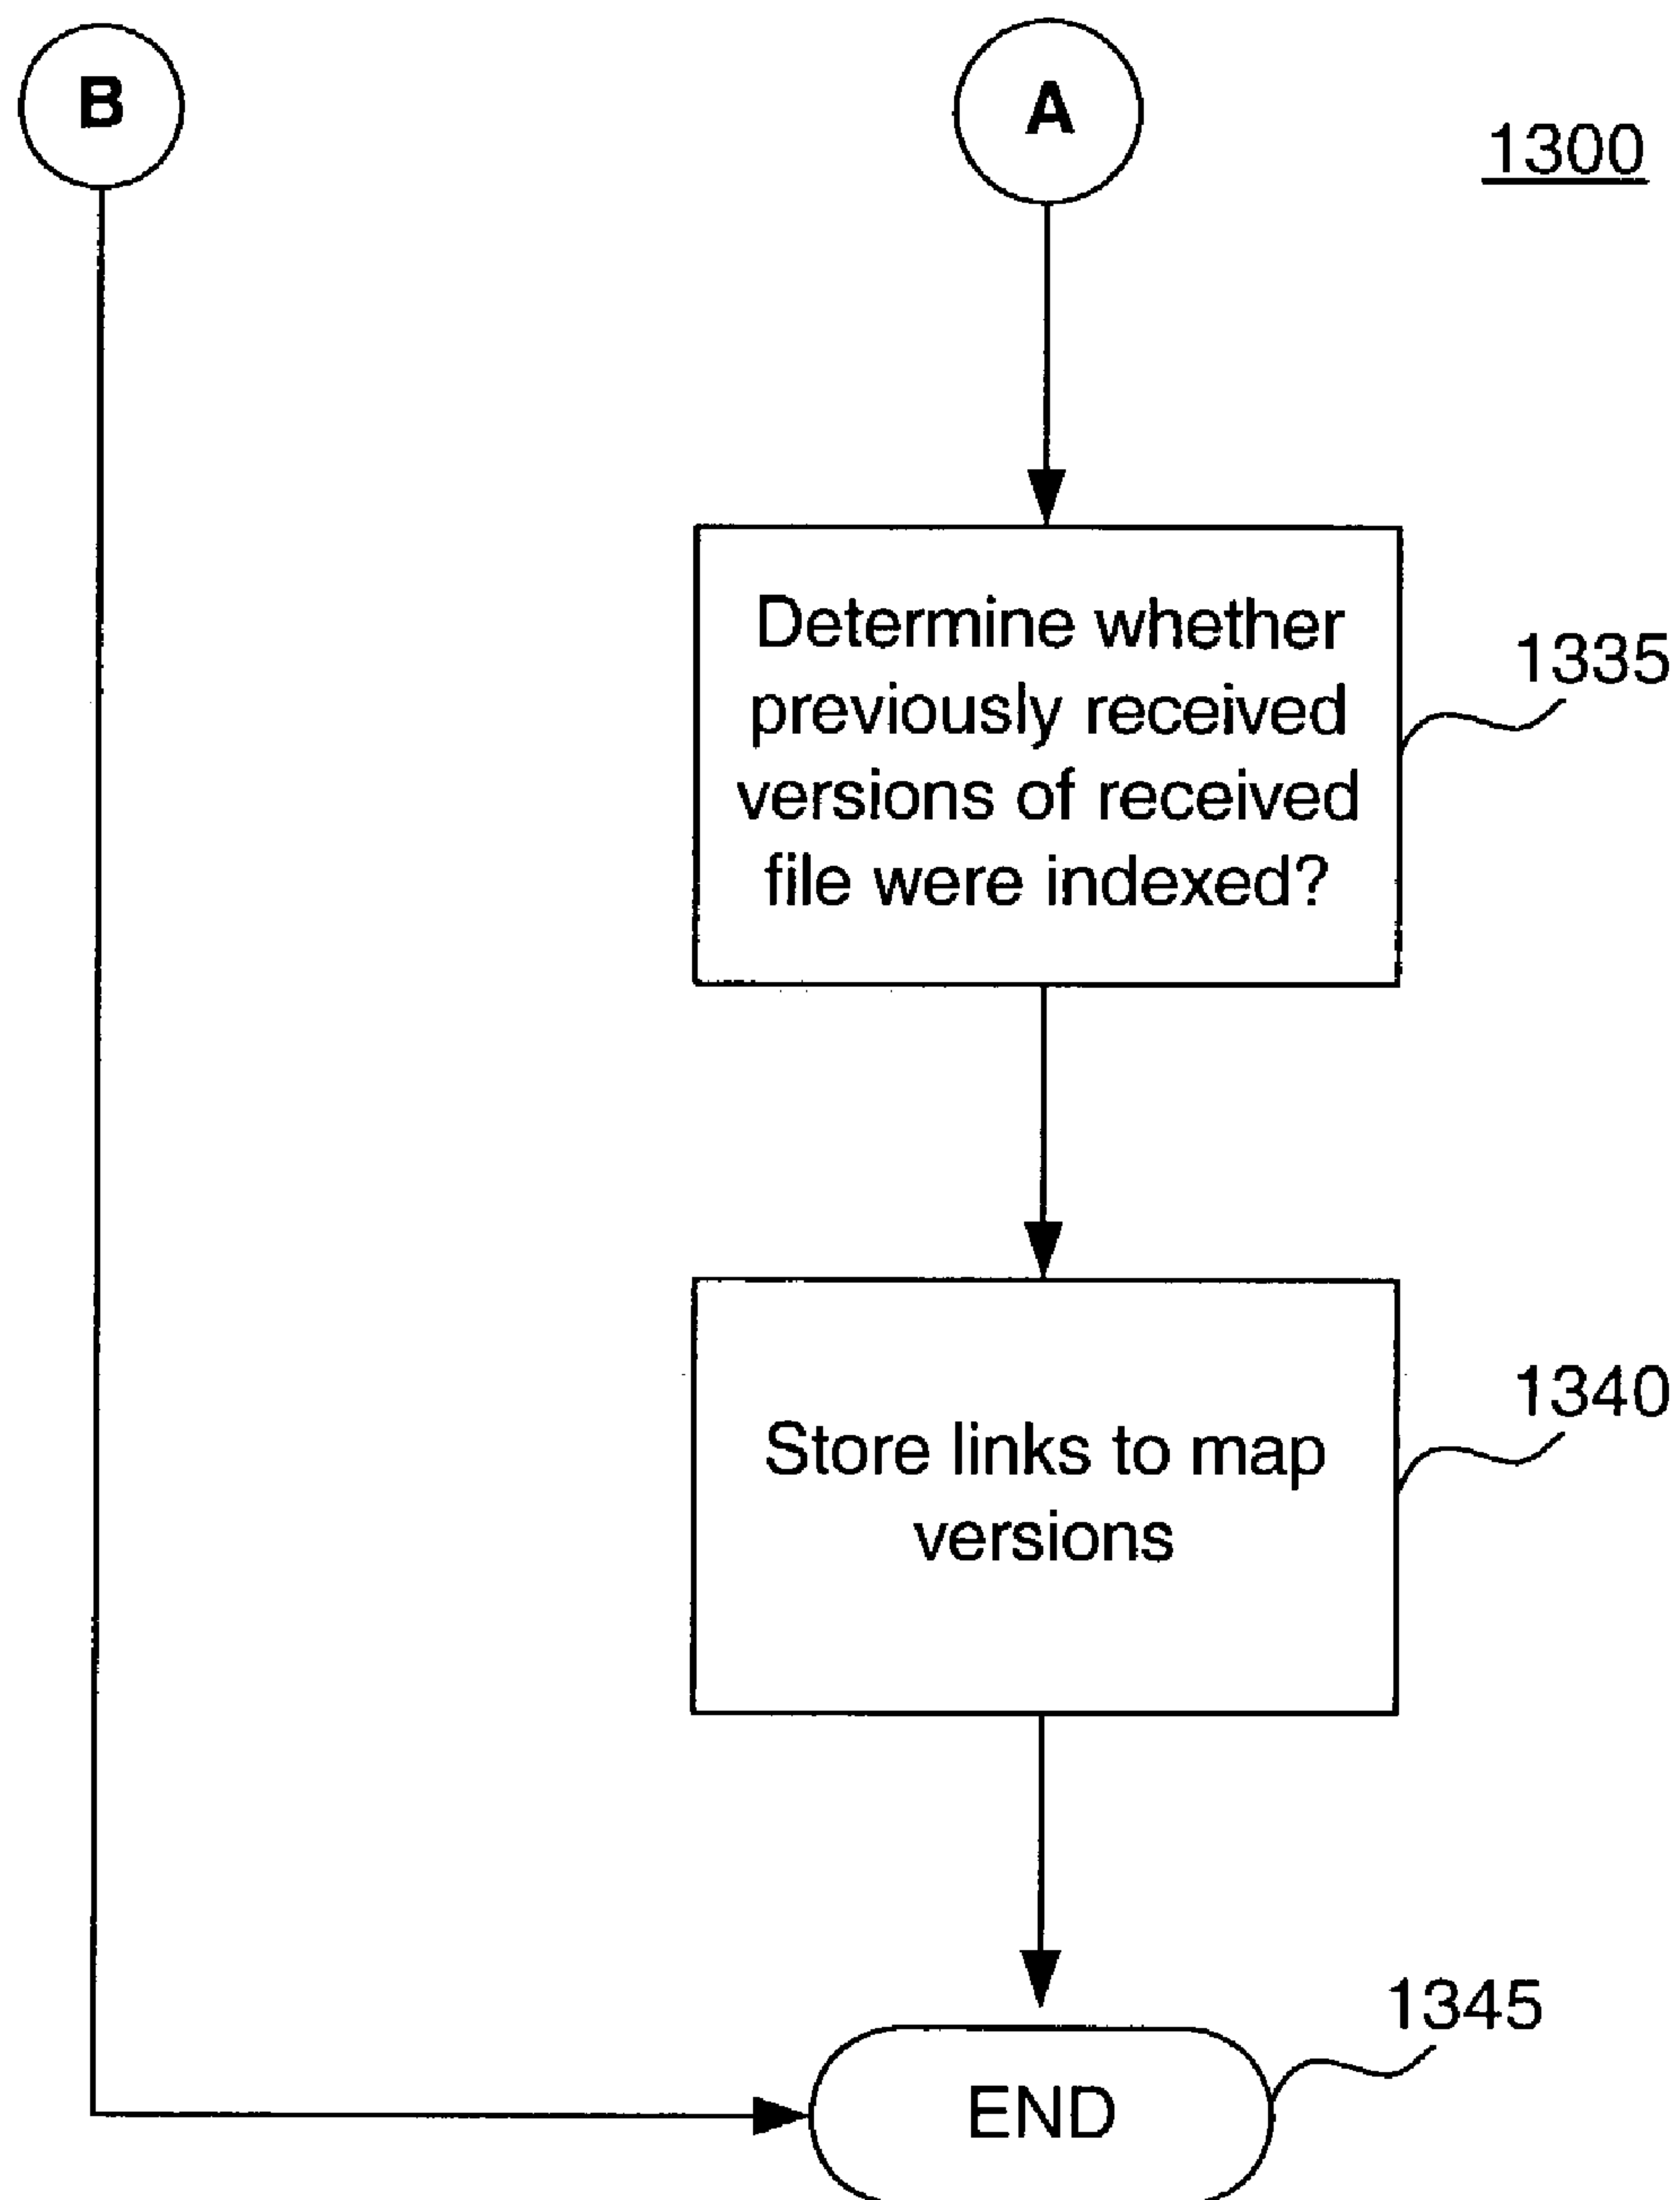 B
A
1300
Determine whether
previously received
versions of received
file were indexed?
1335
Store links to map
versions
1340
END
1345